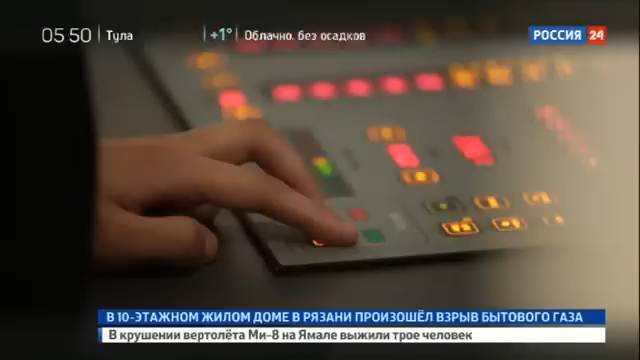 05 50 Тула +1° Облачно, без осадков РОССИЯ 24
В 10-ЭТАЖНОМ ЖИЛОМ ДОМЕ В РЯЗАНИ ПРОИЗОШЁЛ ВЗРЫВ БЫТОВОГО ГАЗА
В крушении вертолёта Ми-8 на Ямале выжили трое человек